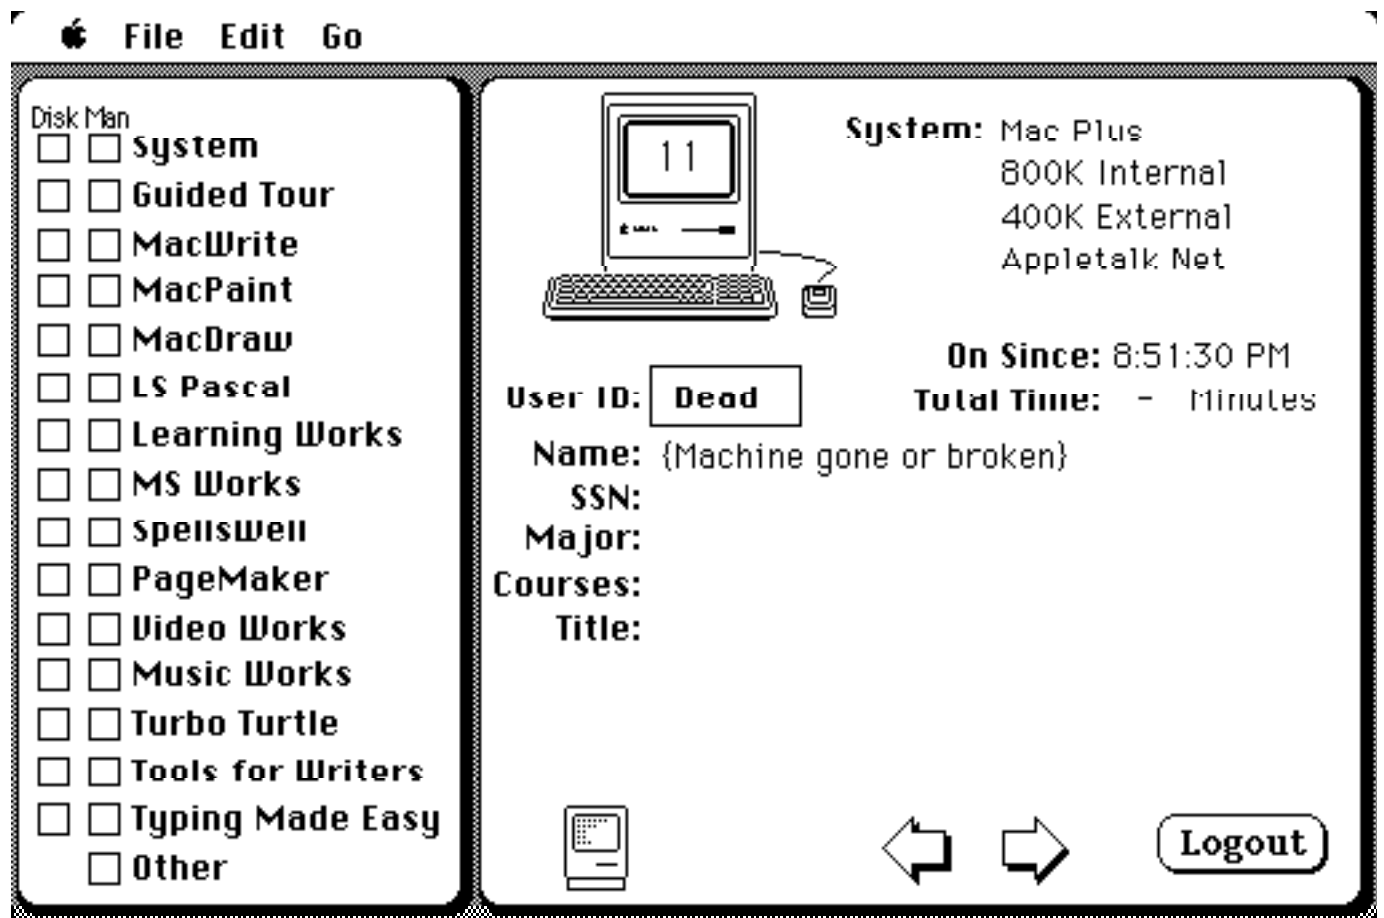 File Edit Go
Disk Man
System
Guided Tour
MacWrite
MacPaint
MacDraw
LS Pascal
Learning Works
MS Works
Spellswell
PageMaker
Video Works
Music Works
Turbo Turtle
Tools for Writers
Typing Made Easy
Other
11
System: Mac Plus
800K Internal
400K External
Appletalk Net
On Since: 8:51:30 PM
User ID: Dead
Total Time: - Minutes
Name: {Machine gone or broken}
SSN:
Major:
Courses:
Title:
Logout